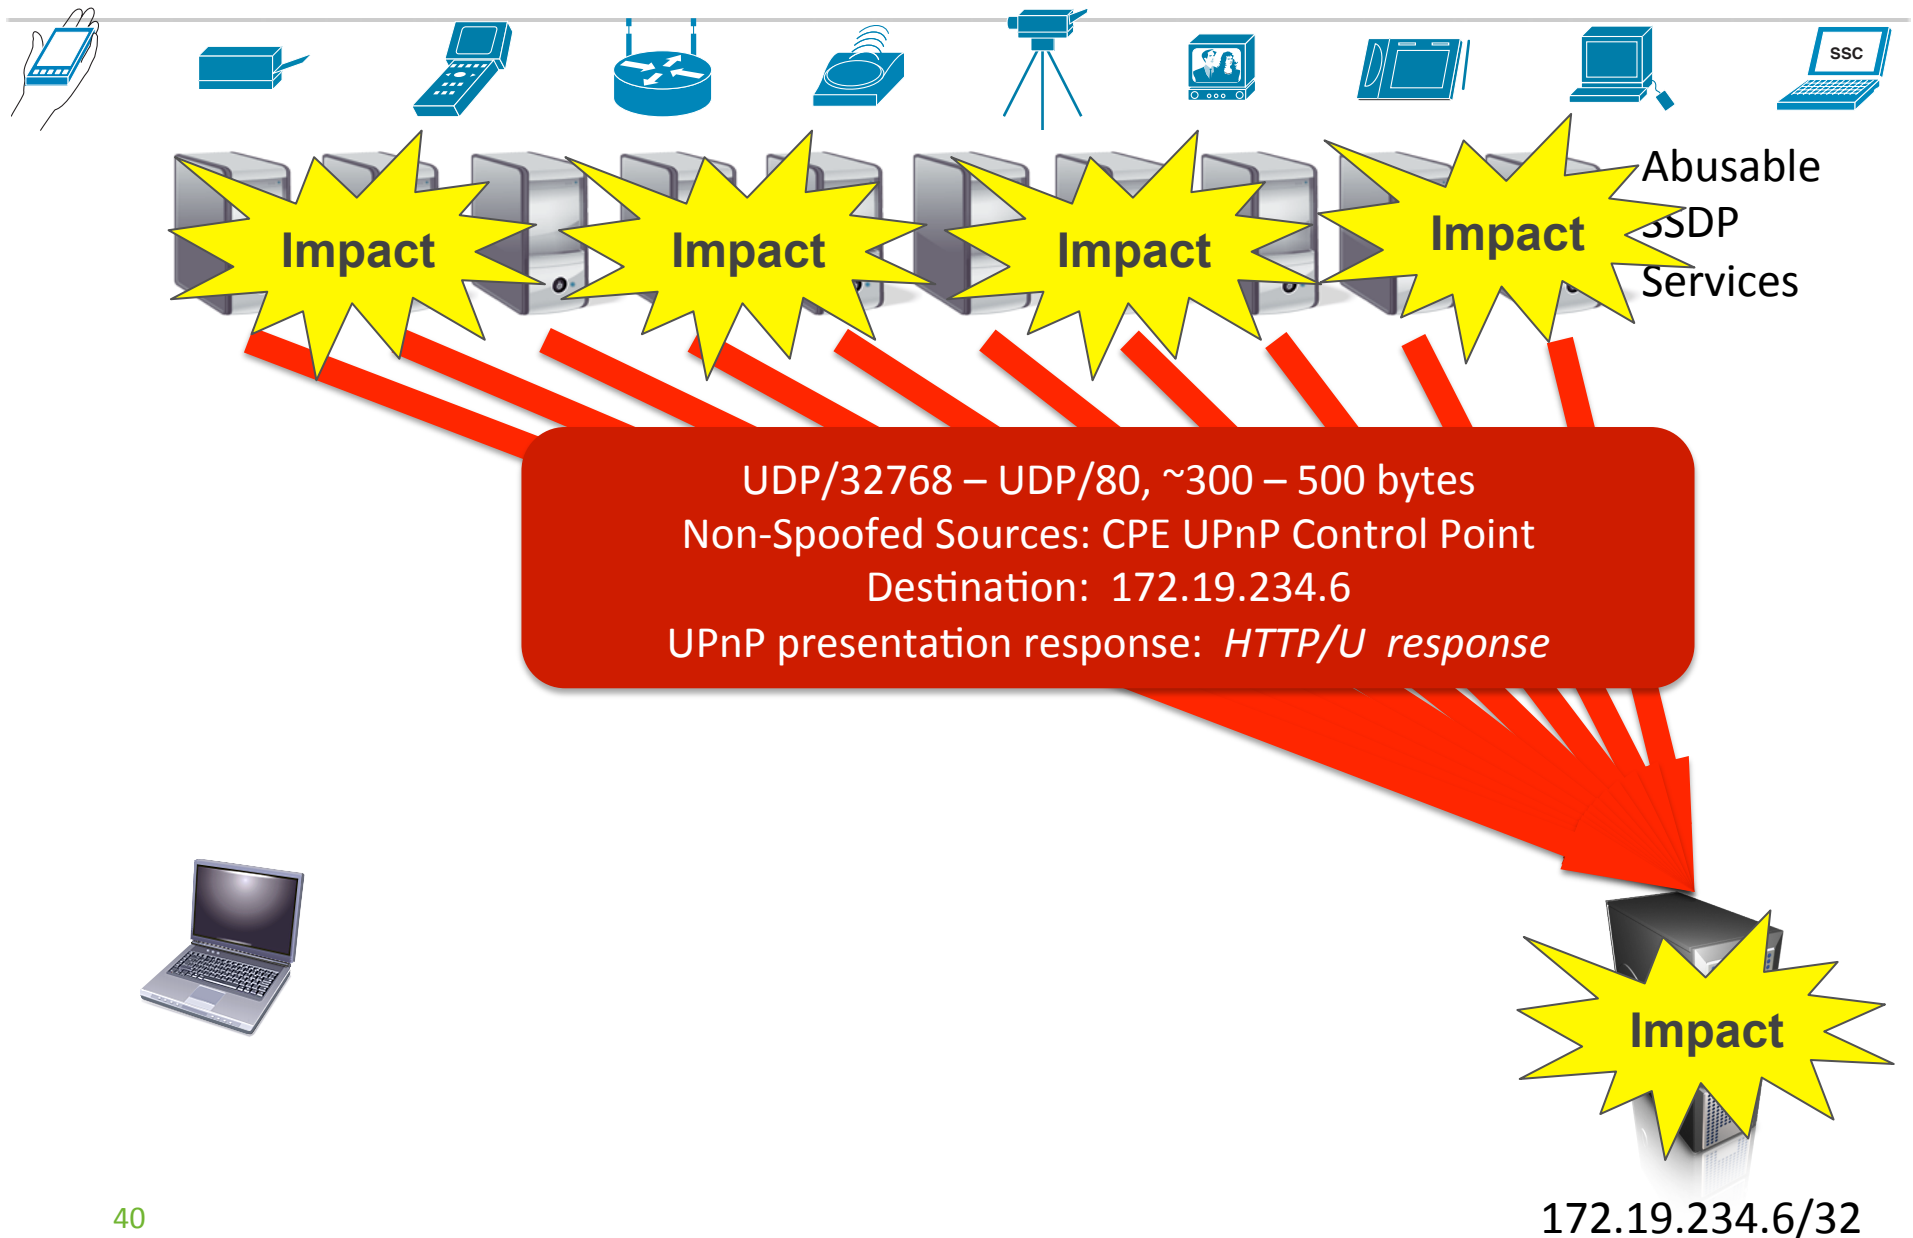 SSC
Abusable
SSDP
Services
Impact
Impact
Impact
Impact
UDP/32768 – UDP/80, ~300 – 500 bytes
Non-Spoofed Sources: CPE UPnP Control Point
Destination: 172.19.234.6
UPnP presentation response: HTTP/U response
Impact
40
172.19.234.6/32